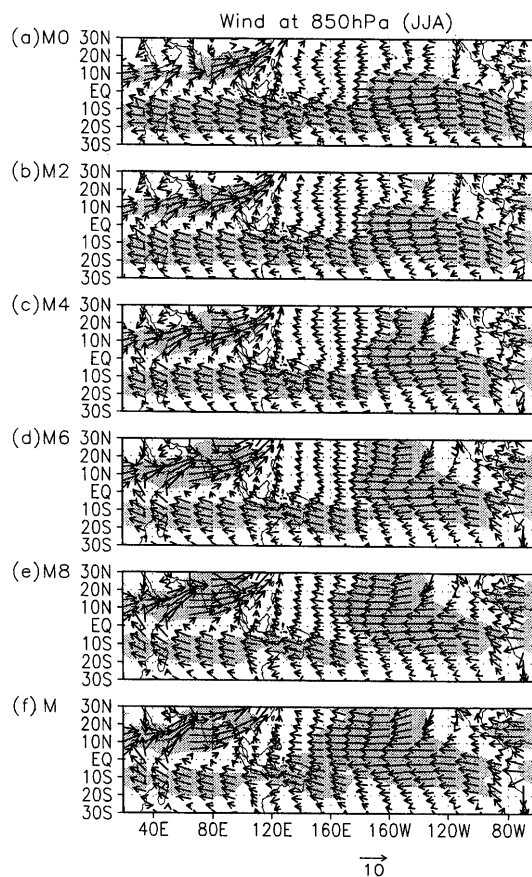 Wind at 850hPa (JJA)
(a) M0
30N
20N
10N
EQ
10S
20S
30S
(b) M2
30N
20N
10N
EQ
10S
20S
30S
(c) M4
30N
20N
10N
EQ
10S
20S
30S
(d) M6
30N
20N
10N
EQ
10S
20S
30S
(e) M8
30N
20N
10N
EQ
10S
20S
30S
(f) M
30N
20N
10N
EQ
10S
20S
30S
40E 80E 120E 160E 160W 120W 80W
10